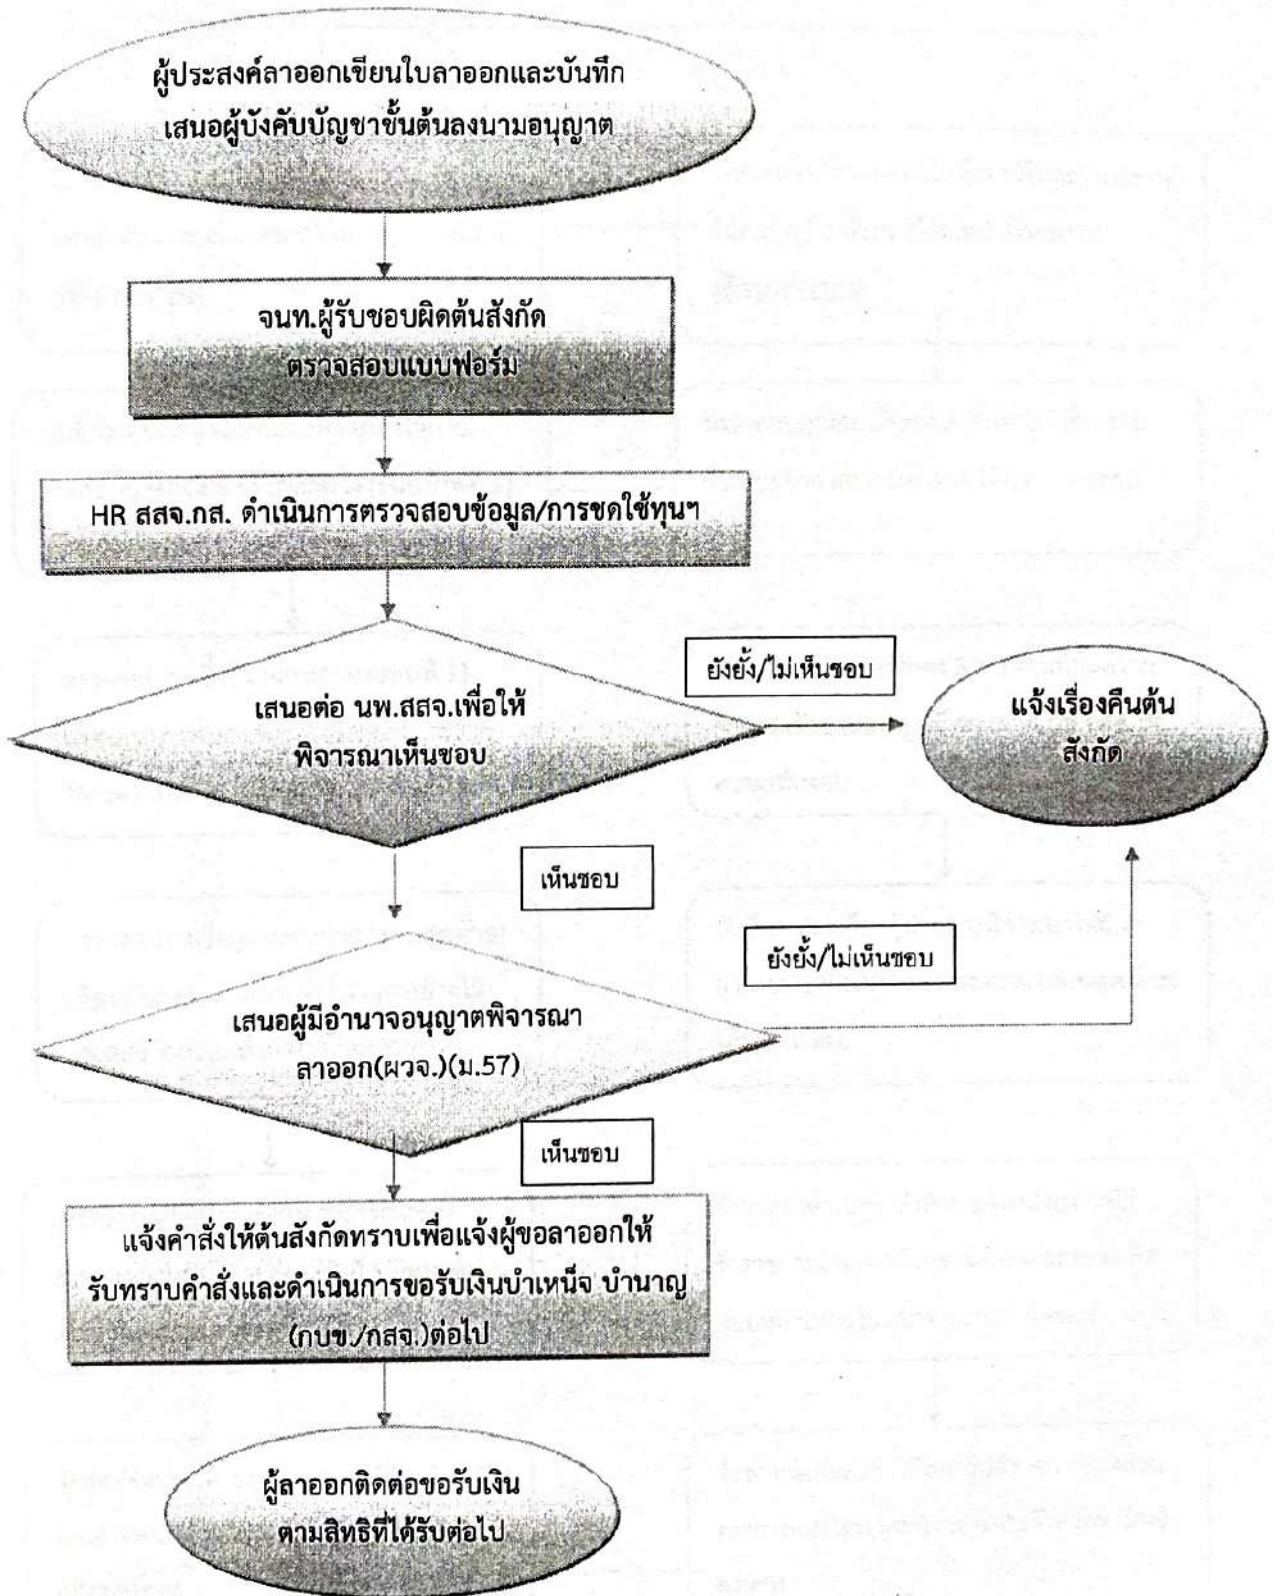 ผู้ประสงค์ลาออกเขียนใบลาออกและบันทึก
เสนอผู้บังคับบัญชาชั้นต้นลงนามอนุญาต
จนท.ผู้รับชอบผิดต้นสังกัด
ตรวจสอบแบบฟอร์ม
HR สสจ.กส. ดำเนินการตรวจสอบข้อมูล/การชดใช้ทุนฯ
เสนอต่อ นพ.สสจ.เพื่อให้
พิจารณาเห็นชอบ
ยังยั้ง/ไม่เห็นชอบ
แจ้งเรื่องคืนต้น
สังกัด
เห็นชอบ
ยังยั้ง/ไม่เห็นชอบ
เสนอผู้มีอำนาจอนุญาตพิจารณา
ลาออก(ผวจ.)(ม.57)
เห็นชอบ
แจ้งคำสั่งให้ต้นสังกัดทราบเพื่อแจ้งผู้ขอลาออกให้
รับทราบคำสั่งและดำเนินการขอรับเงินบำเหน็จ บำนาญ
(กบข./กสจ.)ต่อไป
ผู้ลาออกติดต่อขอรับเงิน
ตามสิทธิที่ได้รับต่อไป